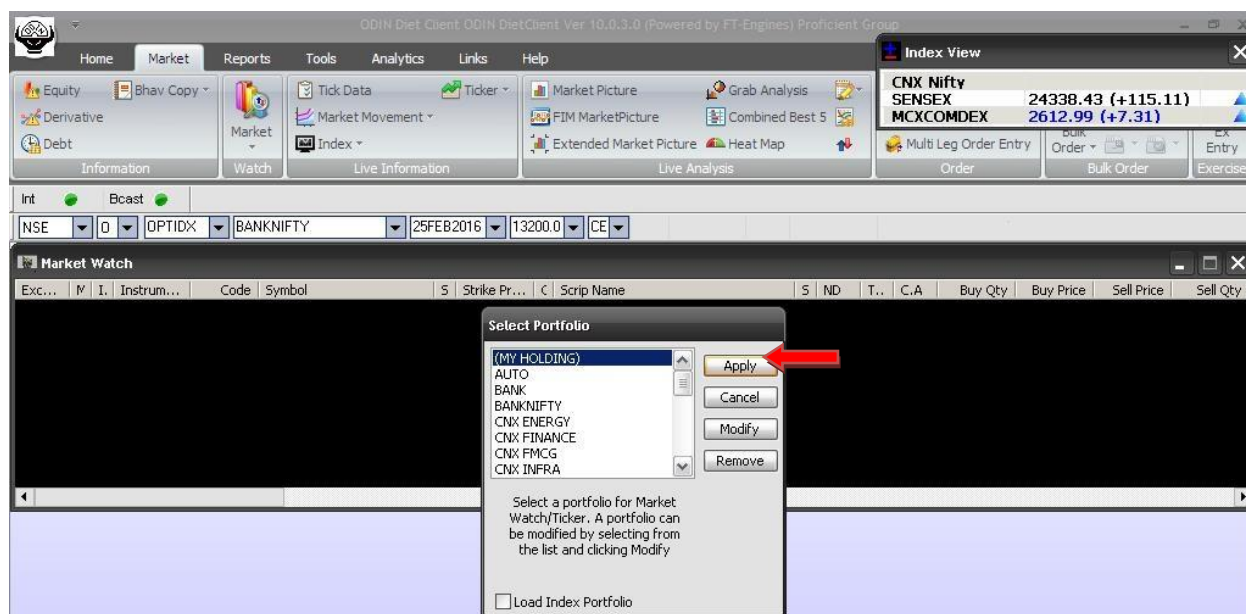 ODIN Diet Client ODIN DietClient Ver 10.0.3.0 (Powered by FT-Engines) Proficient Group
Home Market Reports Tools Analytics Links Help
Index View
CNX Nifty
SENSEX 24338.43 (+115.11)
MCXCOMDEX 2612.99 (+7.31)
Equity Bhav Copy
Derivative
Debt
Information
Market
Watch
Tick Data Ticker
Market Movement
Index
Live Information
Market Picture Grab Analysis
FIM MarketPicture Combined Best 5
Extended Market Picture Heat Map
Live Analysis
Multi Leg Order Entry
Order
Bulk
Order
Bulk Order
Ex
Entry
Exercise
Int Bcast
NSE O OPTIDX BANKNIFTY 25FEB2016 13200.0 CE
Market Watch
Exc... I. Instrum... Code Symbol S Strike Pr... Scrip Name S ND T.. C.A Buy Qty Buy Price Sell Price Sell Qty
Select Portfolio
(MY HOLDING)
AUTO
BANK
BANKNIFTY
CNX ENERGY
CNX FINANCE
CNX FMCG
CNX INFRA
Apply
Cancel
Modify
Remove
Select a portfolio for Market
Watch/Ticker. A portfolio can
be modified by selecting from
the list and clicking Modify
Load Index Portfolio